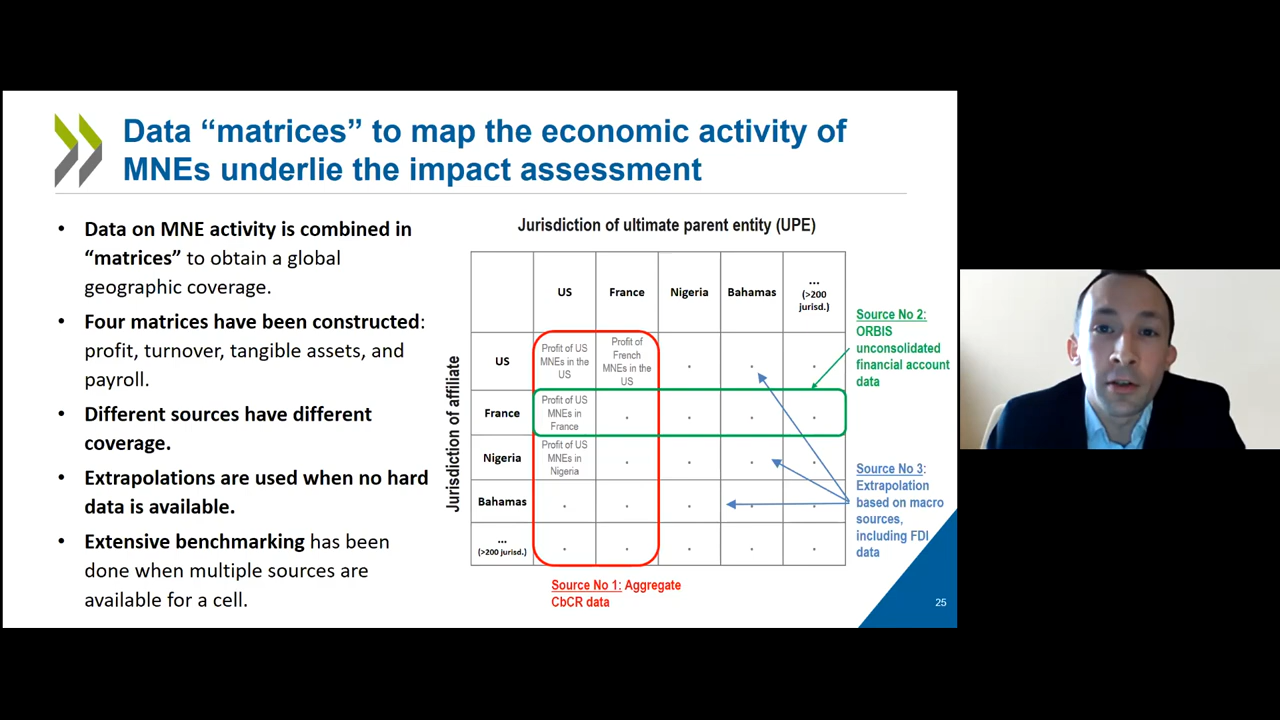 Data “matrices” to map the economic activity of
MNEs underlie the impact assessment
• Data on MNE activity is combined in
“matrices” to obtain a global
geographic coverage.
• Four matrices have been constructed:
profit, turnover, tangible assets, and
payroll.
• Different sources have different
coverage.
• Extrapolations are used when no hard
data is available.
• Extensive benchmarking has been
done when multiple sources are
available for a cell.
Jurisdiction of ultimate parent entity (UPE)
Jurisdiction of affiliate
US
France
Nigeria
Bahamas
...
(>200
jurisd.)
US
Profit of US
MNEs in the
US
Profit of
French
MNEs in the
US
France
Profit of US
MNEs in
France
Nigeria
Profit of US
MNEs in
Nigeria
Bahamas
...
(>200 jurisd.)
Source No 1: Aggregate
CbCR data
Source No 2:
ORBIS
unconsolidated
financial account
data
Source No 3:
Extrapolation
based on macro
sources,
including FDI
data
25